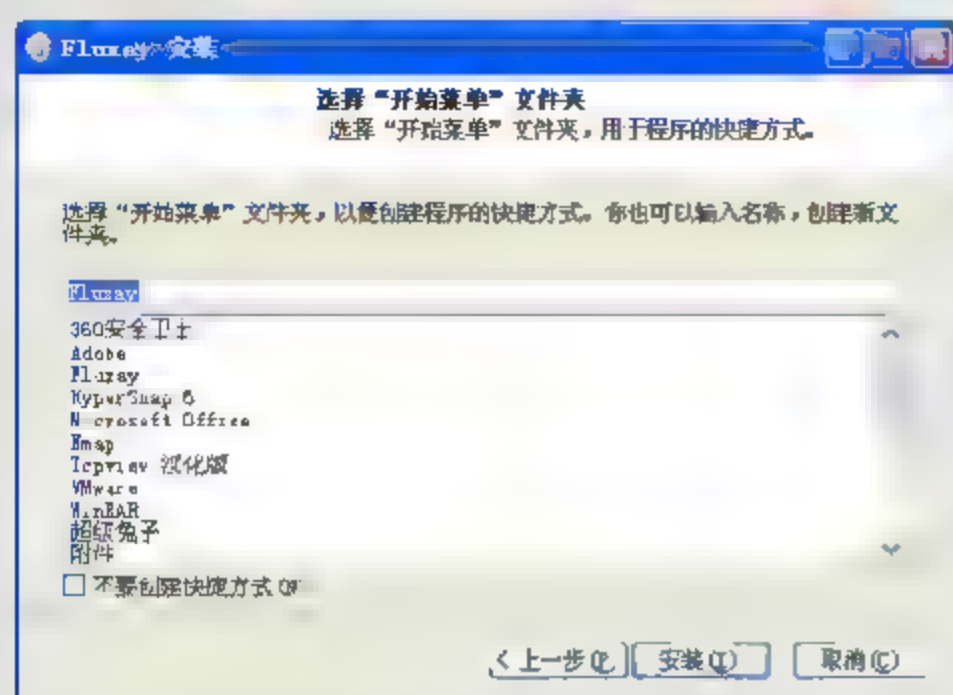 Fluxay 安装
选择“开始菜单”文件夹
选择“开始菜单”文件夹，用于程序的快捷方式。
选择“开始菜单”文件夹，以便创建程序的快捷方式。你也可以输入名称，创建新文
件夹。
Fluxay
360安全卫士
Adobe
Fluxay
HyperSnap 6
Microsoft Office
Nmap
Tcpview 汉化版
VMware
WinRAR
超级兔子
附件
不要创建快捷方式(N)
< 上一步(P) 安装(I) 取消(C)